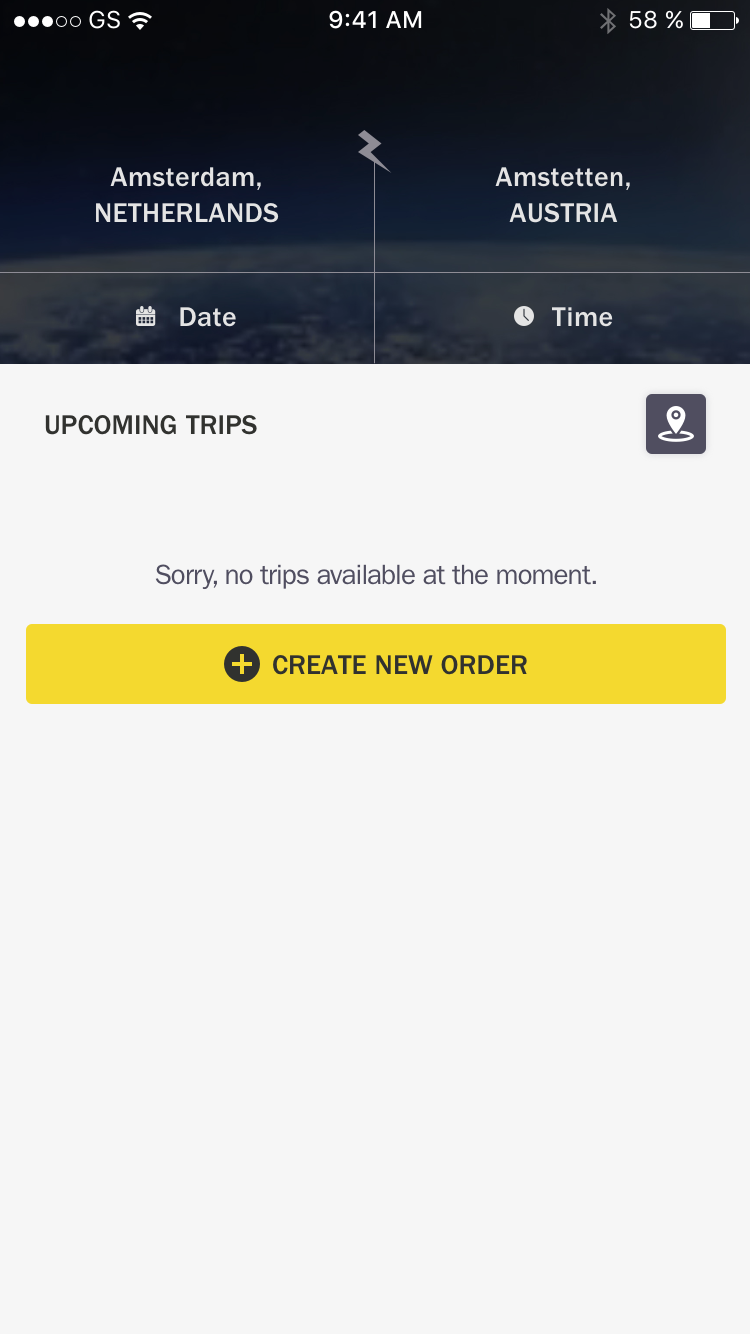 GS 9:41 AM 58 %
Amsterdam, Amstetten,
NETHERLANDS AUSTRIA
Date Time
UPCOMING TRIPS
Sorry, no trips available at the moment.
CREATE NEW ORDER